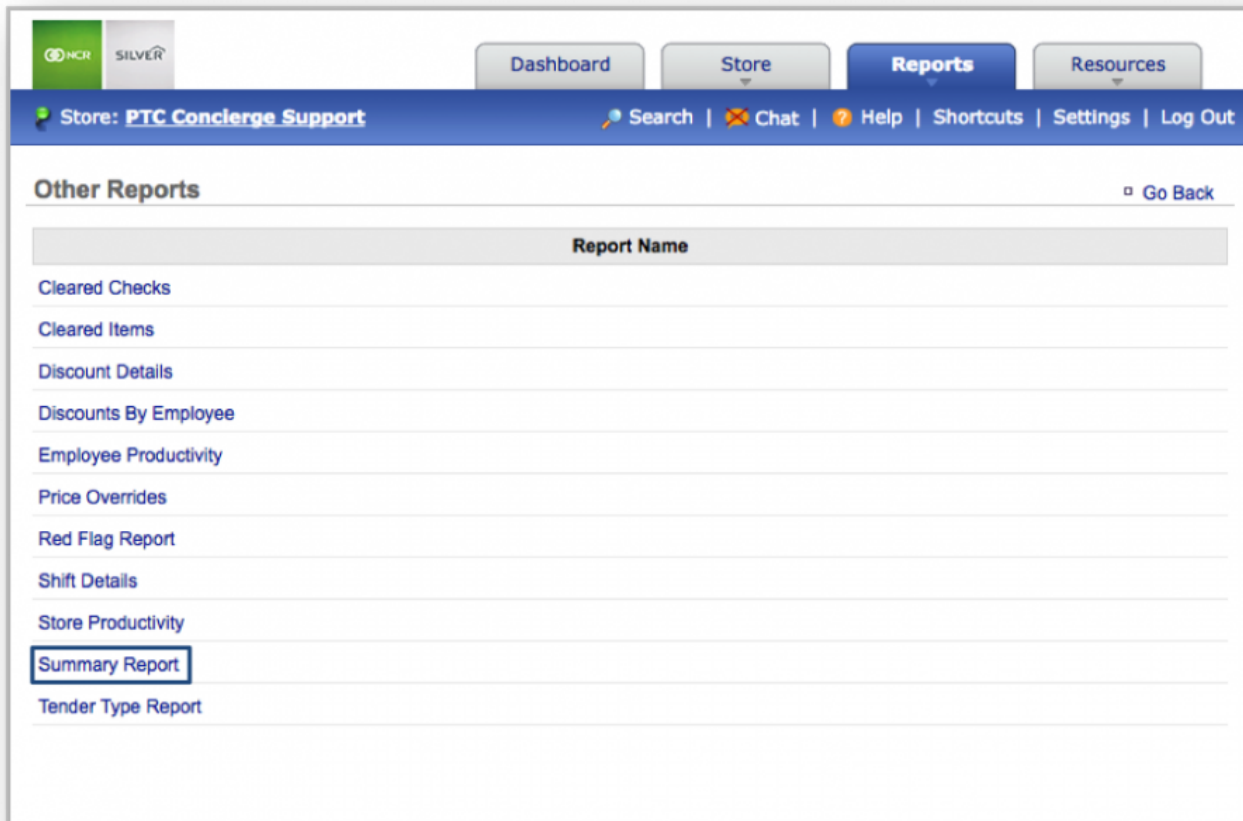 NCR SILVER
Dashboard Store Reports Resources
Store: PTC Concierge Support Search | Chat | Help | Shortcuts | Settings | Log Out
Other Reports Go Back
Report Name
Cleared Checks
Cleared Items
Discount Details
Discounts By Employee
Employee Productivity
Price Overrides
Red Flag Report
Shift Details
Store Productivity
Summary Report
Tender Type Report